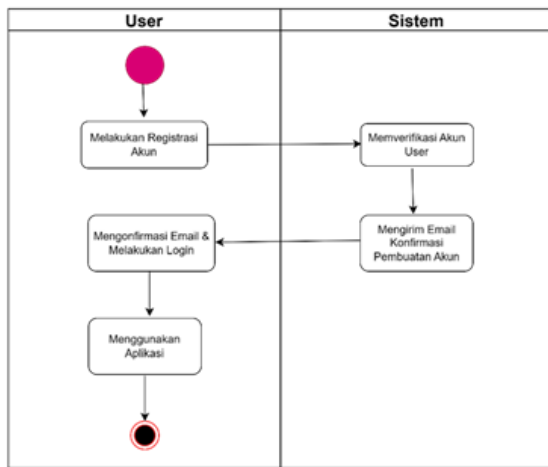 User
Sistem
Melakukan Registrasi
Akun
Memverifikasi Akun
User
Mengonfirmasi Email &
Melakukan Login
Mengirim Email
Konfirmasi
Pembuatan Akun
Menggunakan
Aplikasi